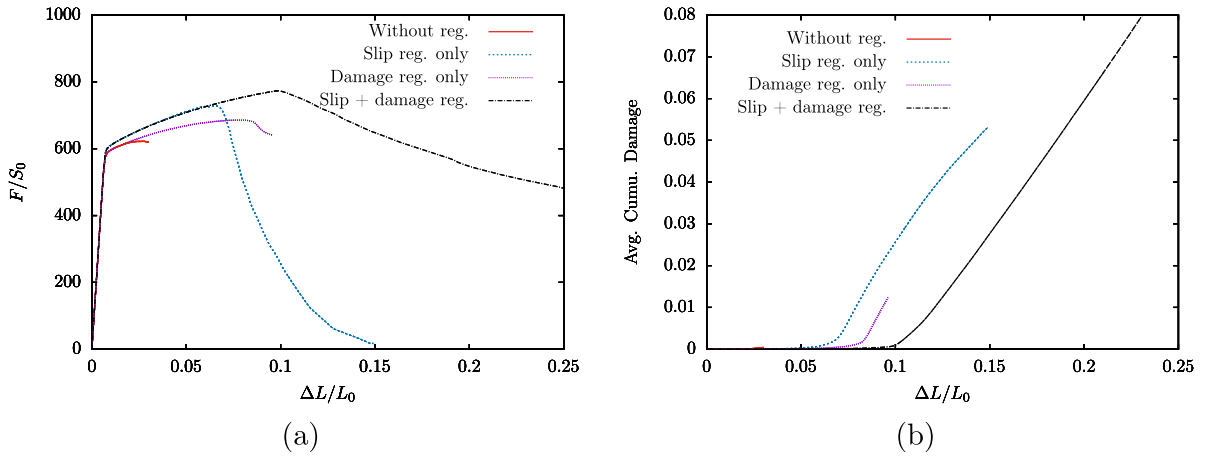 1000
800
600
400
200
0
F/S₀
0
0.05
0.1
0.15
0.2
0.25
ΔL/L₀
Without reg.
Slip reg. only
Damage reg. only
Slip + damage reg.
(a)
0.08
0.07
0.06
0.05
0.04
0.03
0.02
0.01
0
Avg. Cumu. Damage
0
0.05
0.1
0.15
0.2
0.25
ΔL/L₀
Without reg.
Slip reg. only
Damage reg. only
Slip + damage reg.
(b)